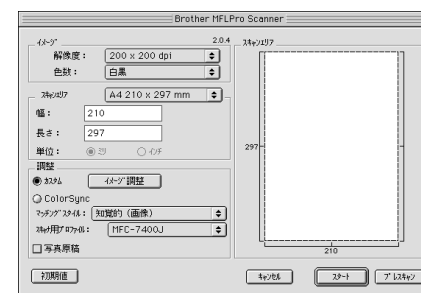 Brother MFLPro Scanner
ｲﾒｰｼﾞ 2.0.4
解像度： 200 x 200 dpi
色数： 白黒
ｽｷｬﾝｴﾘｱ A4 210 x 297 mm
幅： 210
長さ： 297
単位： ﾐﾘ ｲﾝﾁ
調整
ｶｽﾀﾑ ｲﾒｰｼﾞ調整
ColorSync
ﾏｯﾁﾝｸﾞｽﾀｲﾙ： 知覚的（画像）
ｽｷｬﾅ用ﾌﾟﾛﾌｧｲﾙ： MFC-7400J
写真原稿
初期値
ｽｷｬﾝｴﾘｱ
297
210
ｷｬﾝｾﾙ ｽﾀｰﾄ ﾌﾟﾚｽｷｬﾝ